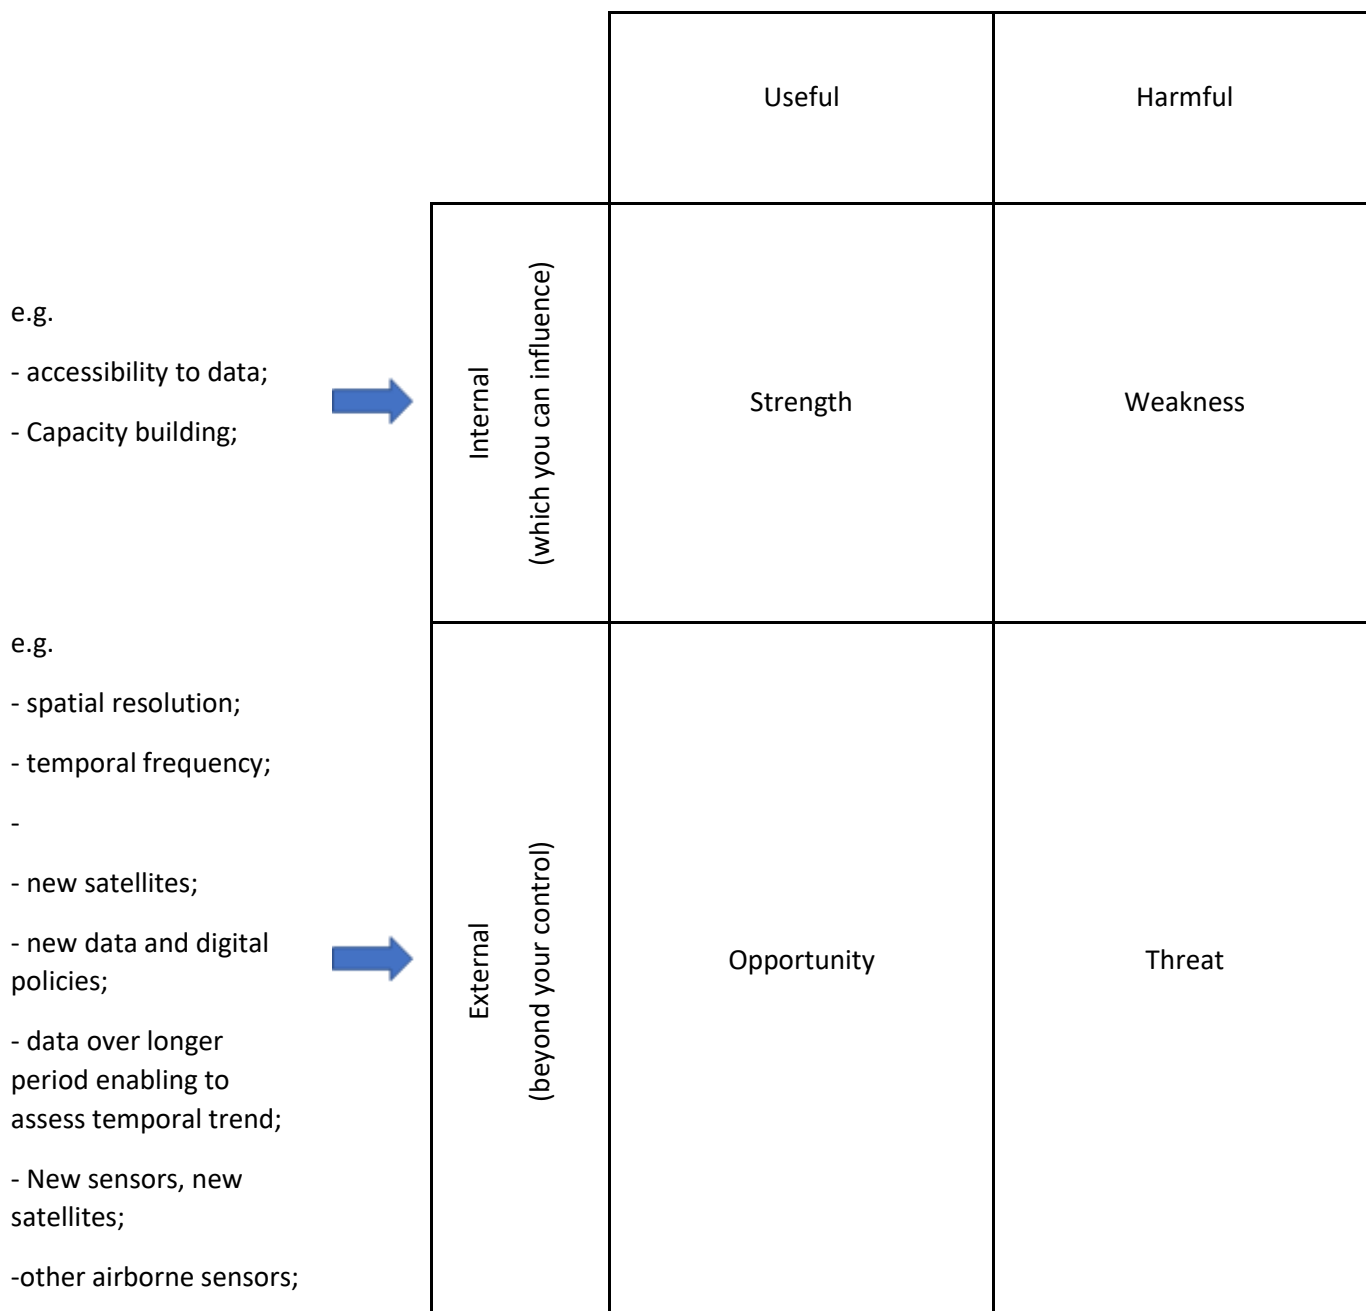 Useful
Harmful
e.g.
- accessibility to data;
- Capacity building;
Internal
(which you can influence)
Strength
Weakness
e.g.
- spatial resolution;
- temporal frequency;
-
- new satellites;
- new data and digital
policies;
- data over longer
period enabling to
assess temporal trend;
- New sensors, new
satellites;
-other airborne sensors;
External
(beyond your control)
Opportunity
Threat